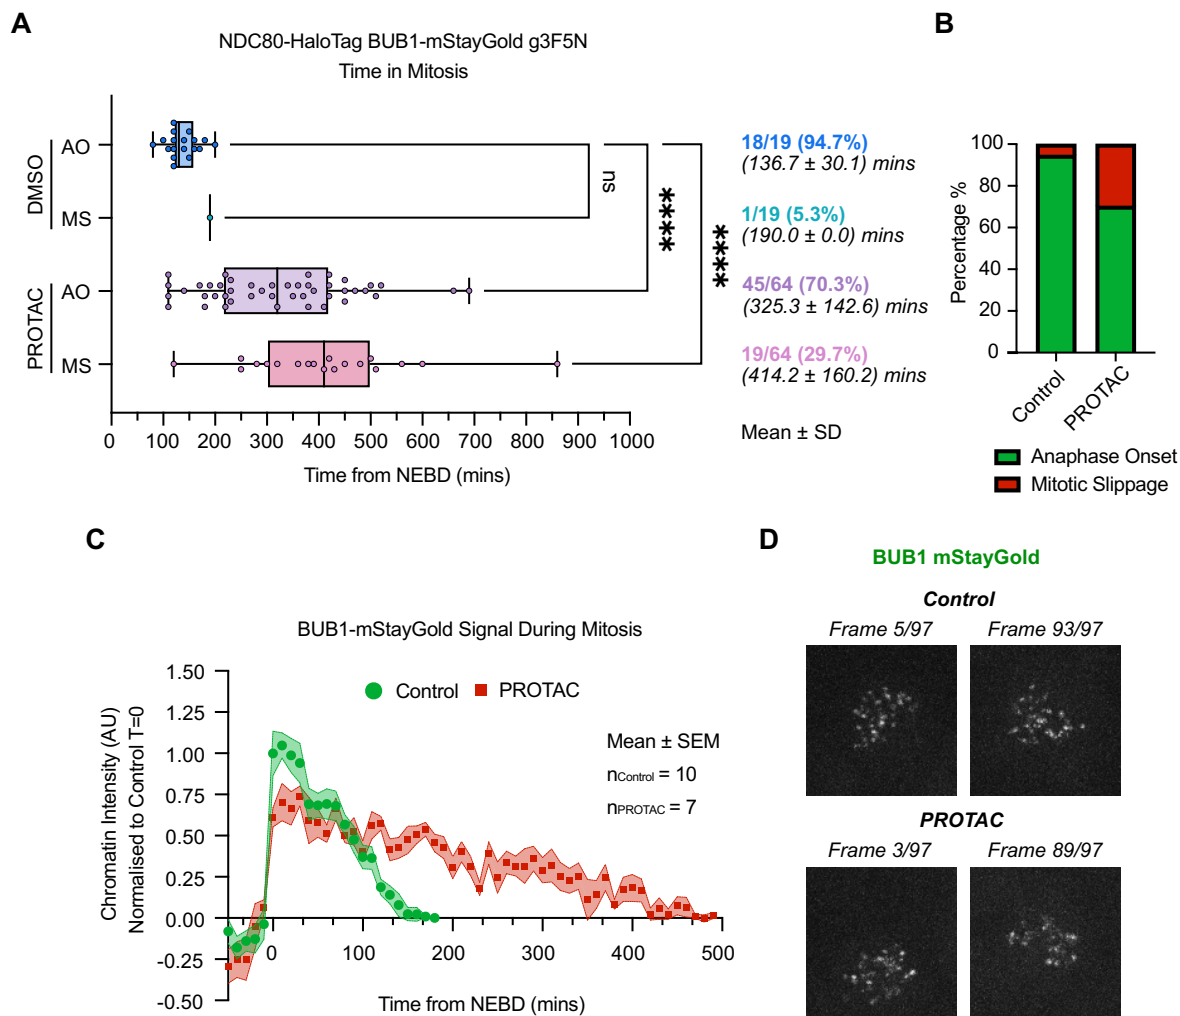 A
NDC80-HaloTag BUB1-mStayGold g3F5N
Time in Mitosis
DMSO
AO
MS
PROTAC
AO
MS
ns
****
****
18/19 (94.7%)
(136.7 ± 30.1) mins
1/19 (5.3%)
(190.0 ± 0.0) mins
45/64 (70.3%)
(325.3 ± 142.6) mins
19/64 (29.7%)
(414.2 ± 160.2) mins
Mean ± SD
0 100 200 300 400 500 600 700 800 900 1000
Time from NEBD (mins)
B
Percentage %
100
80
60
40
20
0
Control
PROTAC
Anaphase Onset
Mitotic Slippage
C
BUB1-mStayGold Signal During Mitosis
Chromatin Intensity (AU)
Normalised to Control T=0
1.50
1.25
1.00
0.75
0.50
0.25
0.00
-0.25
-0.50
Control PROTAC
Mean ± SEM
nControl = 10
nPROTAC = 7
0 100 200 300 400 500
Time from NEBD (mins)
D
BUB1 mStayGold
Control
Frame 5/97 Frame 93/97
PROTAC
Frame 3/97 Frame 89/97